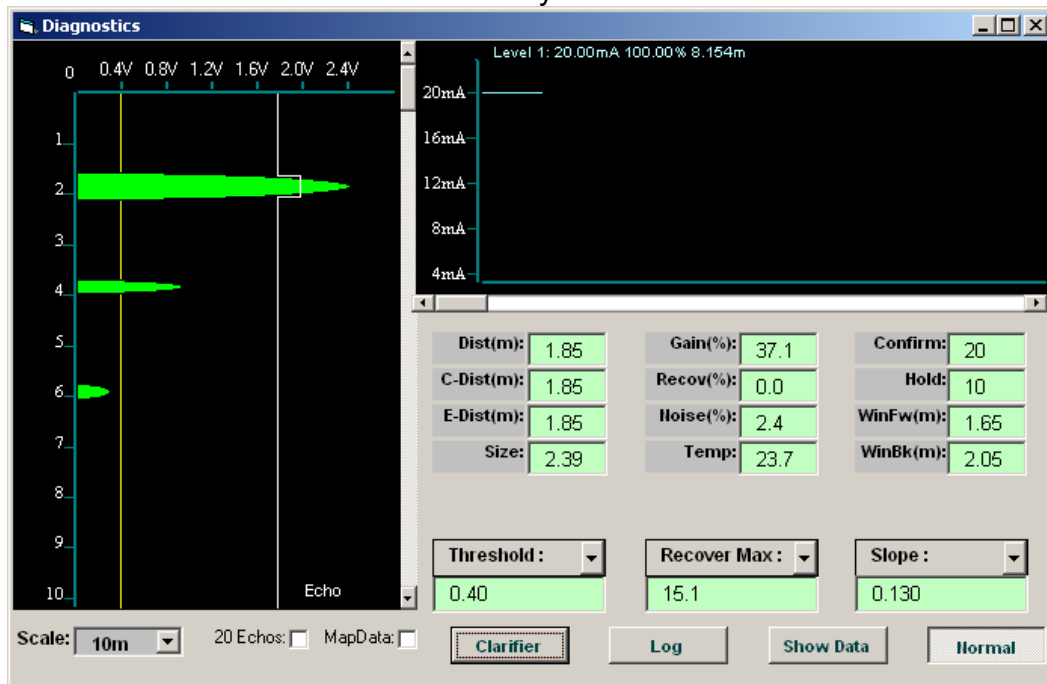 Diagnostics
0 0.4V 0.8V 1.2V 1.6V 2.0V 2.4V
1
2
3
4
5
6
7
8
9
10
Echo
Level 1: 20.00mA 100.00% 8.154m
20mA
16mA
12mA
8mA
4mA
Dist(m): 1.85 Gain(%): 37.1 Confirm: 20
C-Dist(m): 1.85 Recov(%): 0.0 Hold: 10
E-Dist(m): 1.85 Noise(%): 2.4 WinFw(m): 1.65
Size: 2.39 Temp: 23.7 WinBk(m): 2.05
Threshold : Recover Max : Slope :
0.40 15.1 0.130
Scale: 10m 20 Echos: MapData: Clarifier Log Show Data Normal